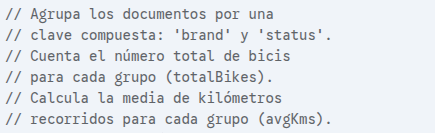 // Agrupa los documentos por una
// clave compuesta: 'brand' y 'status'.
// Cuenta el número total de bicis
// para cada grupo (totalBikes).
// Calcula la media de kilómetros
// recorridos para cada grupo (avgKms).